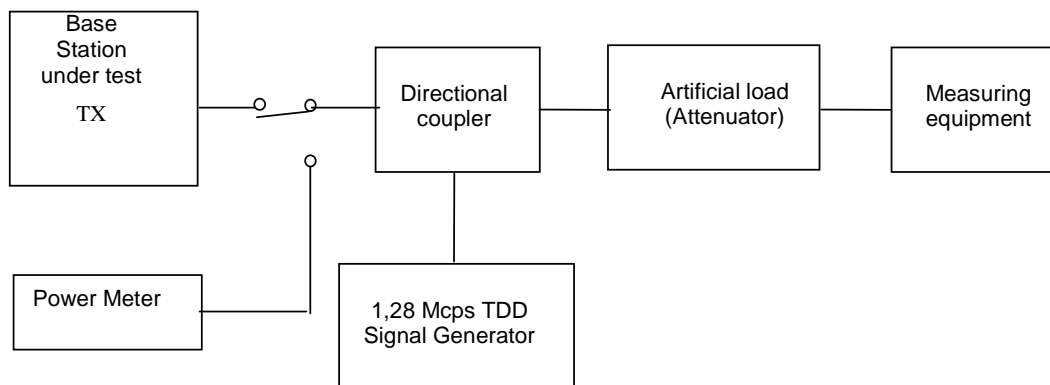 Base
Station
under test
TX
Directional
coupler
Artificial load
(Attenuator)
Measuring
equipment
Power Meter
1,28 Mcps TDD
Signal Generator